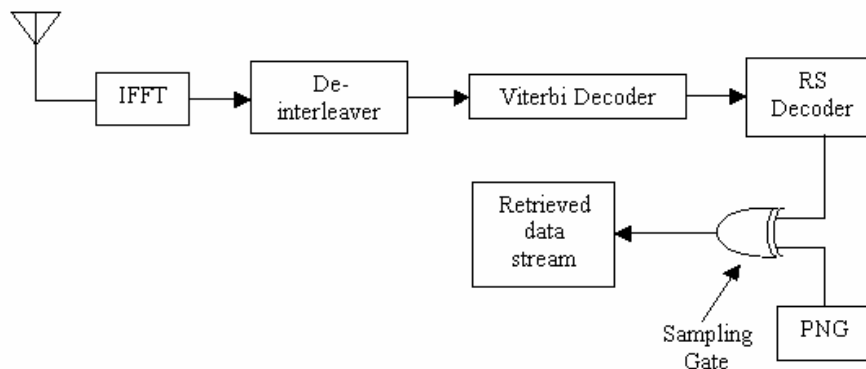 IFFT
De-
interleaver
Viterbi Decoder
RS
Decoder
Retrieved
data
stream
Sampling
Gate
PNG